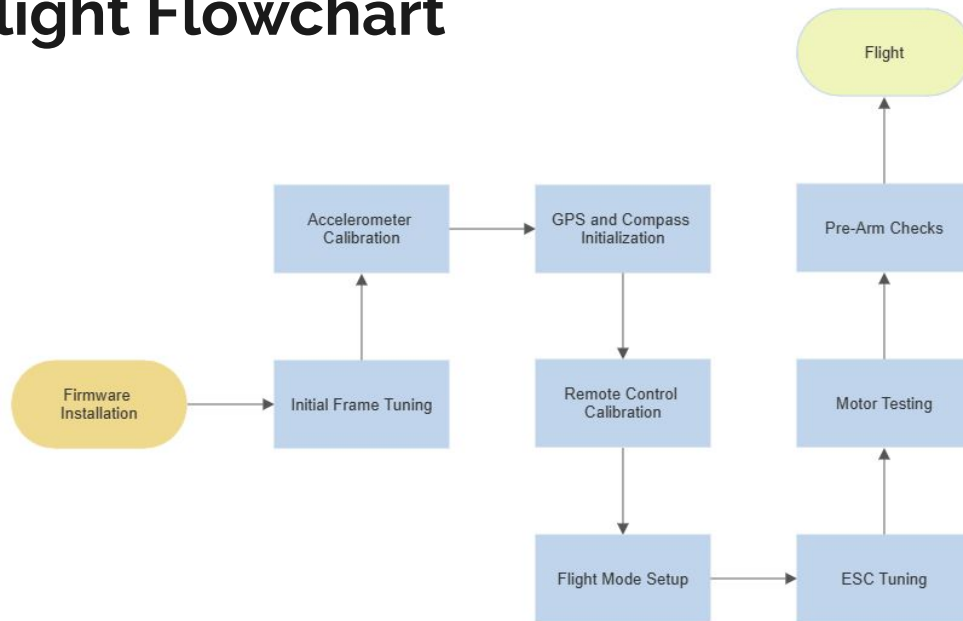 light Flowchart
Flight
Accelerometer
Calibration
GPS and Compass
Initialization
Pre-Arm Checks
Firmware
Installation
Initial Frame Tuning
Remote Control
Calibration
Motor Testing
Flight Mode Setup
ESC Tuning